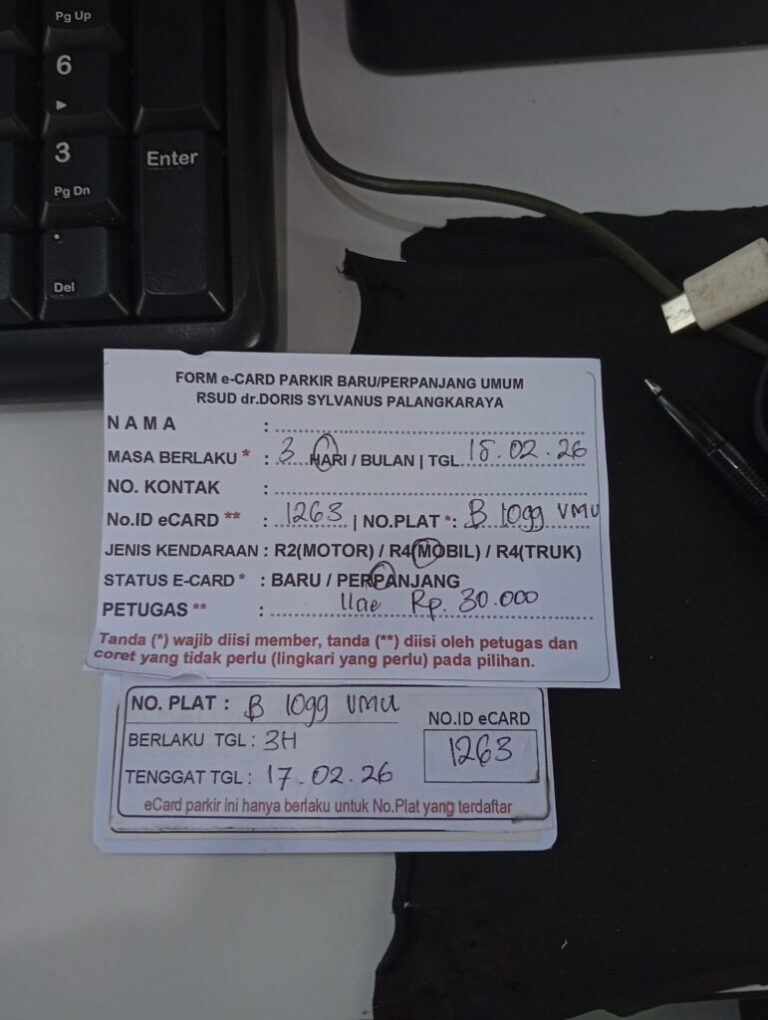 Pg Up
6
3
Pg Dn
Enter
.
Del
FORM e-CARD PARKIR BARU/PERPANJANG UMUM
RSUD dr.DORIS SYLVANUS PALANGKARAYA
N A M A :
MASA BERLAKU * : 3 HARI / BULAN | TGL 18.02.26
NO. KONTAK :
No.ID eCARD ** : 1263 | NO.PLAT *: B 1099 VMU
JENIS KENDARAAN : R2(MOTOR) / R4(MOBIL) / R4(TRUK)
STATUS E-CARD * : BARU / PERPANJANG
PETUGAS ** : Rp. 30.000
Tanda (*) wajib diisi member, tanda (**) diisi oleh petugas dan
coret yang tidak perlu (lingkari yang perlu) pada pilihan.
NO. PLAT : B 1099 VMU
NO.ID eCARD
BERLAKU TGL : 3H
1263
TENGGAT TGL : 17.02.26
eCard parkir ini hanya berlaku untuk No.Plat yang terdaftar